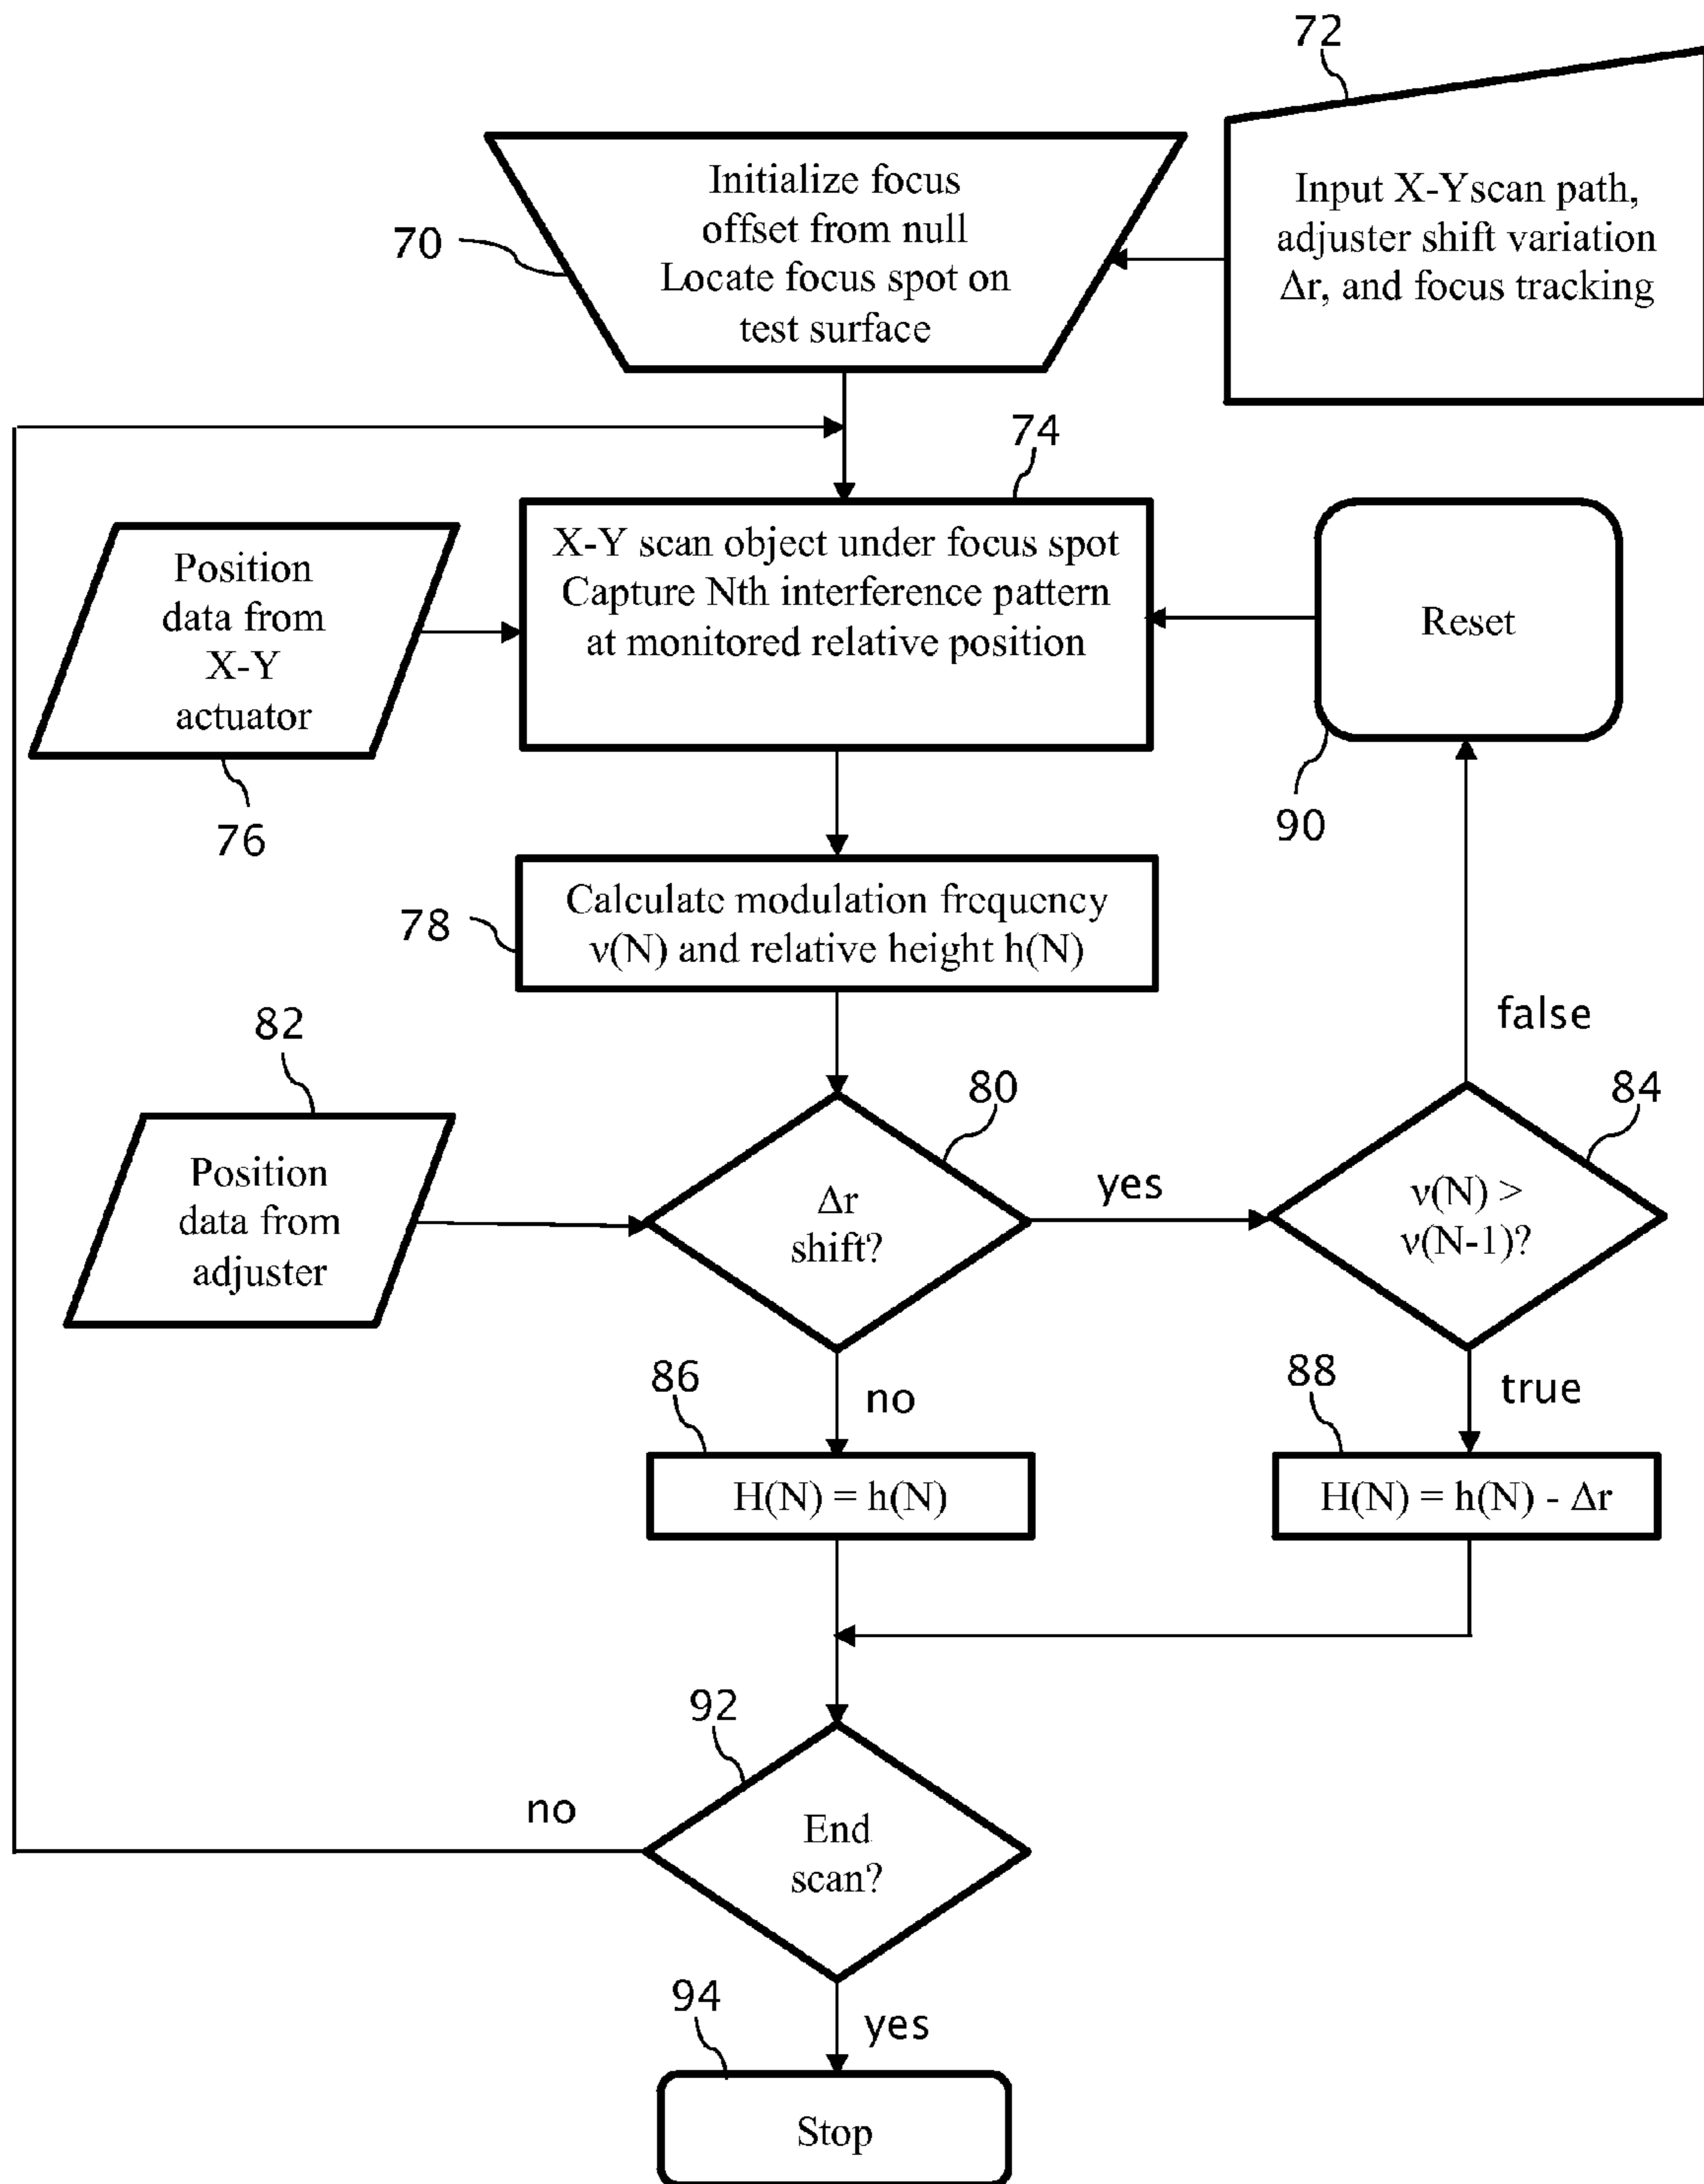 72
Input X-Yscan path,
adjuster shift variation
Δr, and focus tracking
70
Initialize focus
offset from null
Locate focus spot on
test surface
74
X-Y scan object under focus spot
Capture Nth interference pattern
at monitored relative position
Position
data from
X-Y
actuator
76
Reset
90
78
Calculate modulation frequency
ν(N) and relative height h(N)
false
82
Position
data from
adjuster
80
Δr
shift?
yes
84
ν(N) >
ν(N-1)?
86
no
88
true
H(N) = h(N)
H(N) = h(N) - Δr
92
no
End
scan?
94
yes
Stop